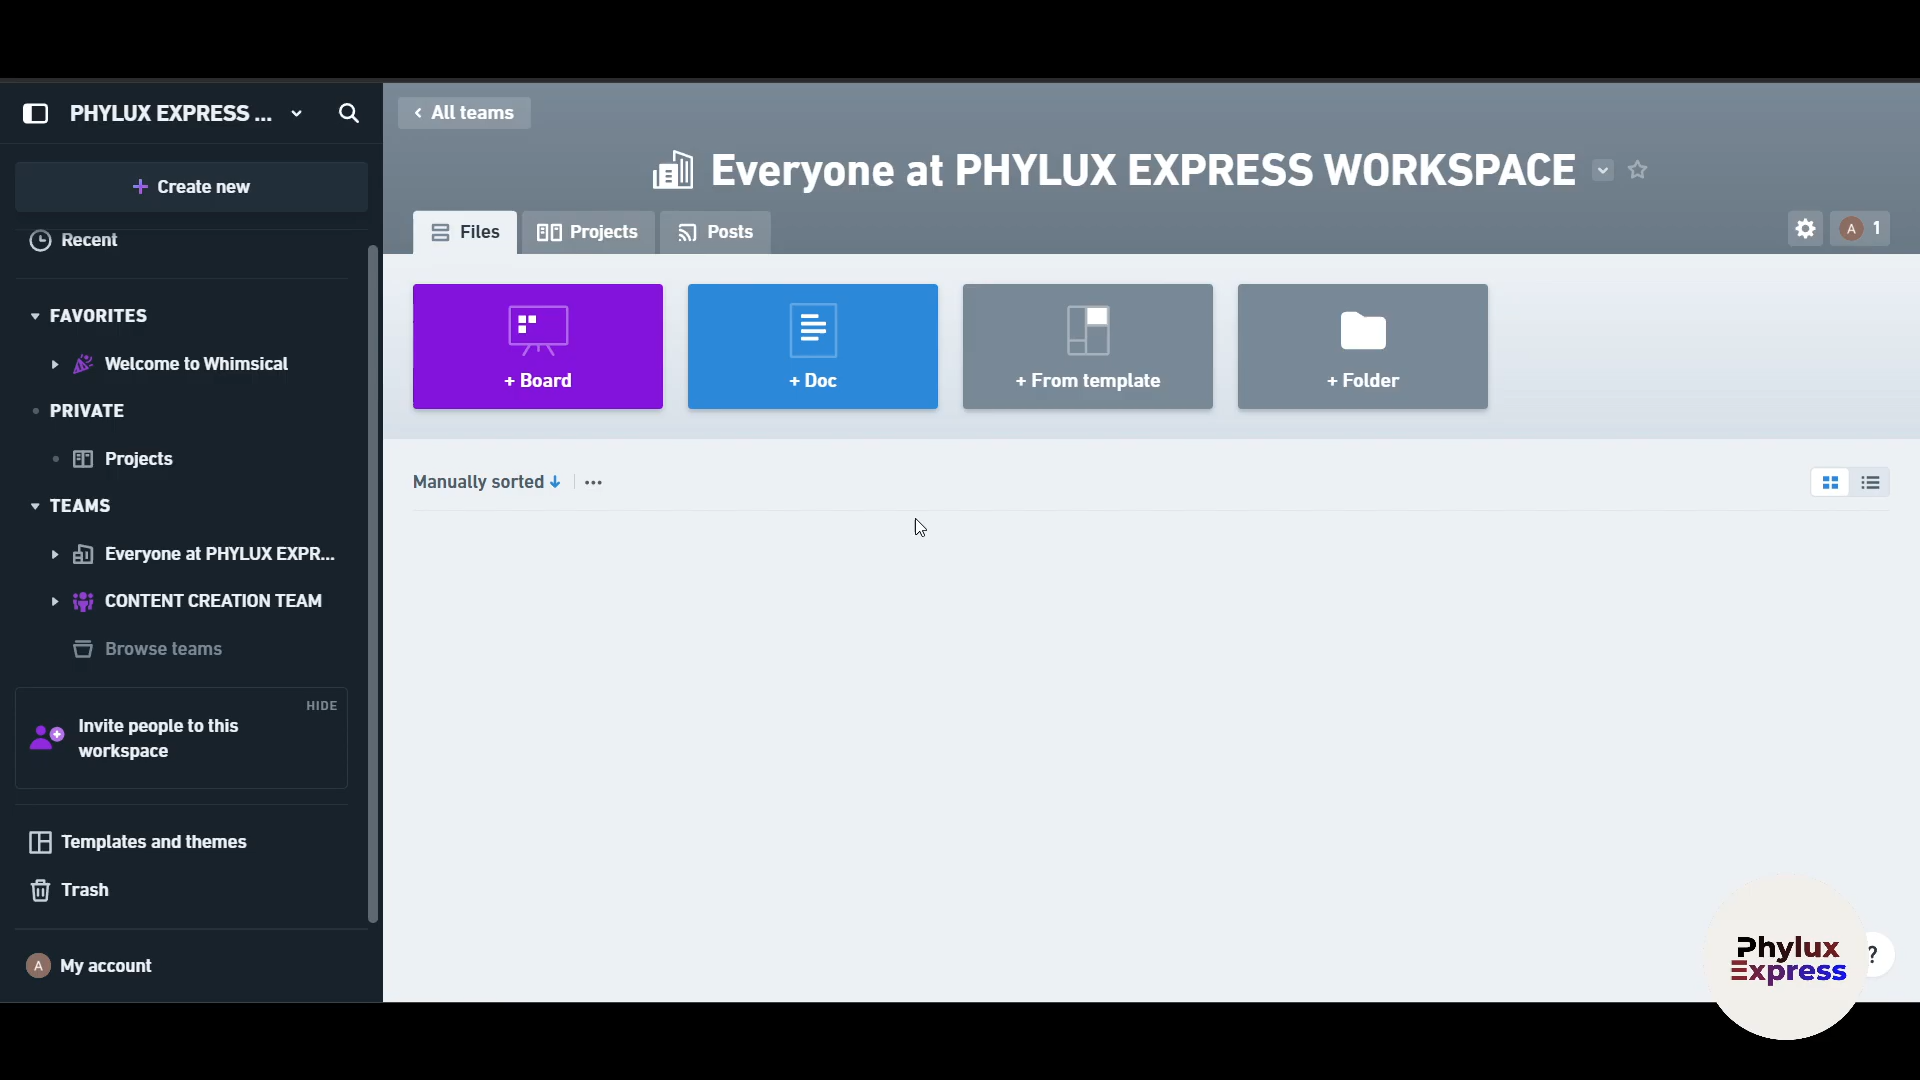 PHYLUX EXPRESS ...
+ Create new
Recent
FAVORITES
Welcome to Whimsical
PRIVATE
Projects
TEAMS
Everyone at PHYLUX EXPR...
CONTENT CREATION TEAM
Browse teams
HIDE
Invite people to this
workspace
Templates and themes
Trash
A My account
All teams
Everyone at PHYLUX EXPRESS WORKSPACE
Files Projects Posts
A 1
+ Board + Doc + From template + Folder
Manually sorted ...
Phylux
Express
?